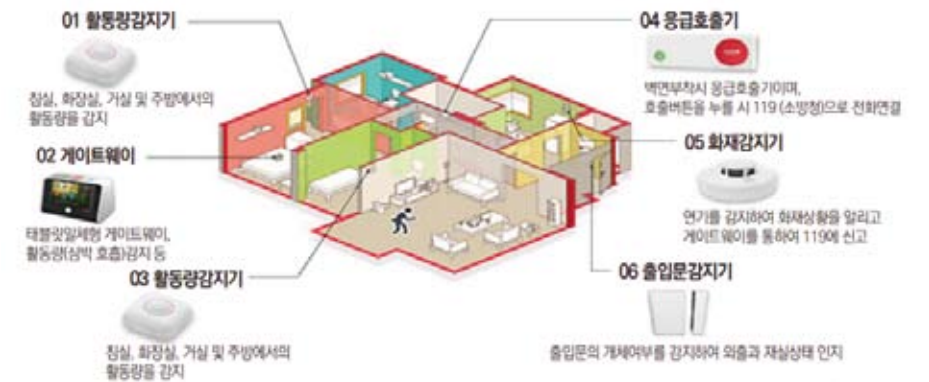 01 활동량감지기
침실, 화장실, 거실 및 주방에서의
활동량을 감지
02 게이트웨이
태블릿일체형 게이트웨이,
활동량(심박 호흡)감지 등
03 활동량감지기
침실, 화장실, 거실 및 주방에서의
활동량을 감지
04 응급호출기
벽면부착시 응급호출기이며,
호출버튼을 누를 시 119 (소방청)으로 전화연결
05 화재감지기
연기를 감지하여 화재상황을 알리고
게이트웨이를 통하여 119에 신고
06 출입문감지기
출입문의 개체여부를 감지하여 외출과 재실상태 인지